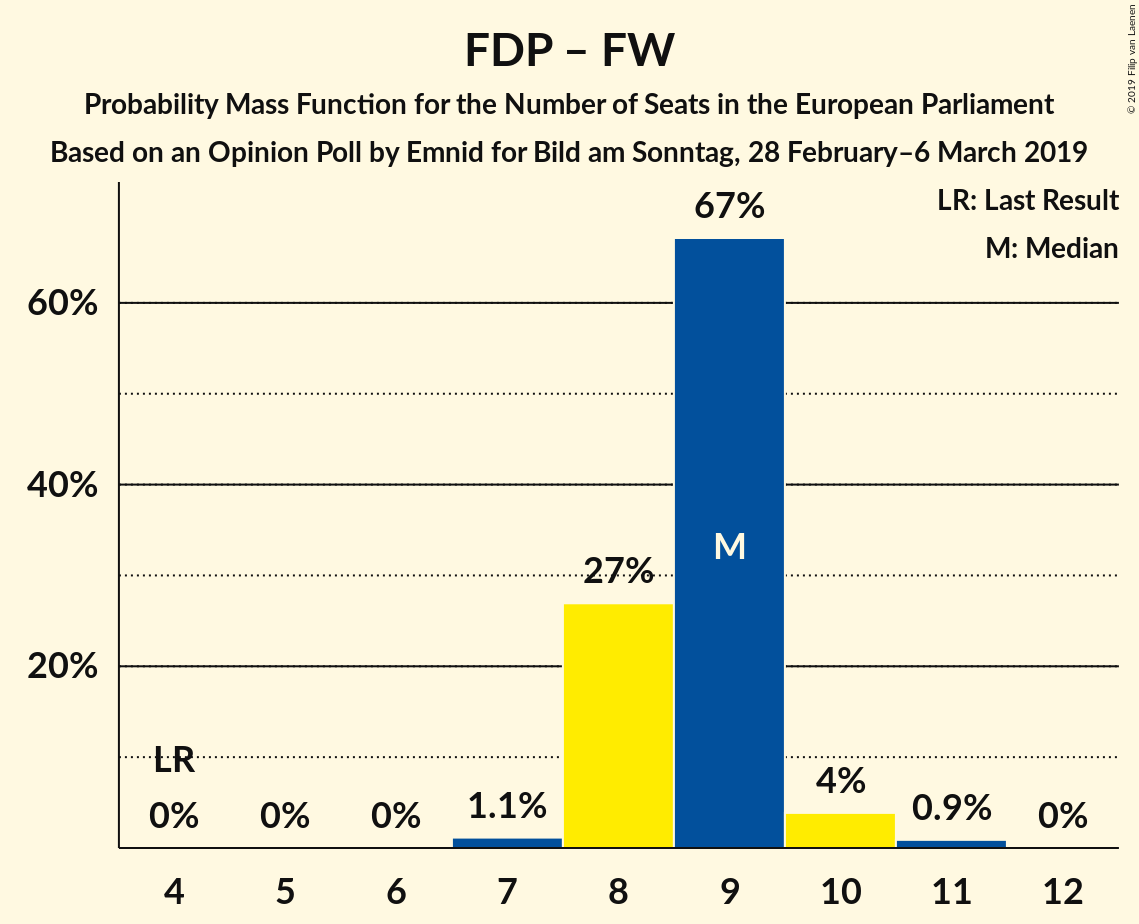 FDP – FW
Probability Mass Function for the Number of Seats in the European Parliament
Based on an Opinion Poll by Emnid for Bild am Sonntag, 28 February–6 March 2019
© 2019 Filip van Laenen
LR: Last Result
M: Median
67%
60%
40%
M
27%
20%
LR
0% 0% 0% 1.1% 4% 0.9% 0%
4 5 6 7 8 9 10 11 12